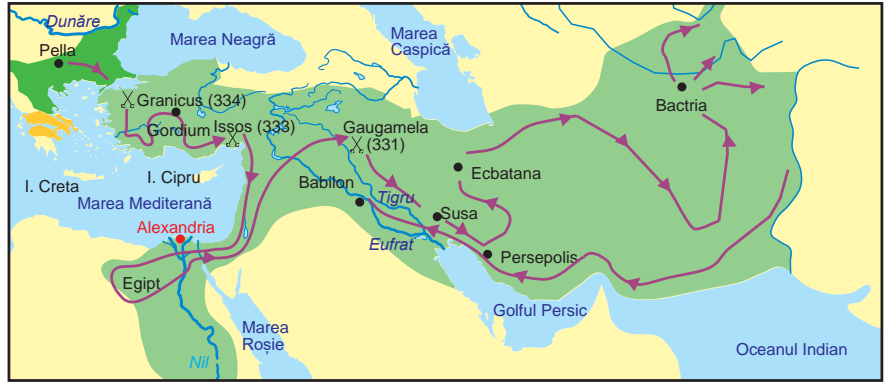 Dunăre
Marea Neagră
Marea
Caspică
Pella
Granicus (334)
Gordium
Issos (333)
Gaugamela
(331)
Bactria
I. Creta
I. Cipru
Marea Mediterană
Babilon
Tigru
Ecbatana
Susa
Alexandria
Eufrat
Persepolis
Egipt
Golful Persic
Marea
Roșie
Nil
Oceanul Indian